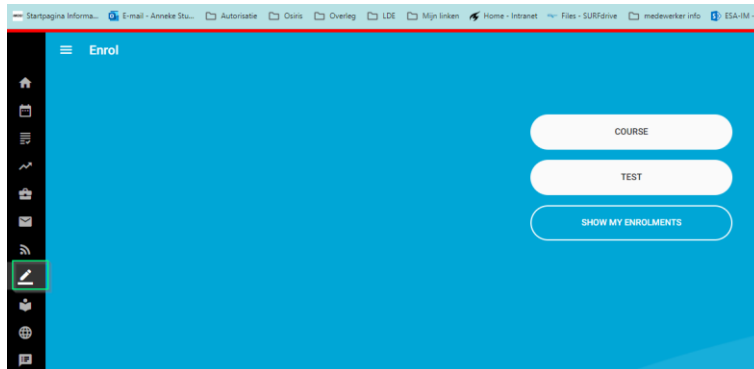 Startpagina Informa... E-mail - Anneke Stu... Autorisatie Osiris Overleg LDE Mijn linken Home - Intranet Files - SURFdrive medewerker info ESA-IM -
Enrol
COURSE
TEST
SHOW MY ENROLMENTS